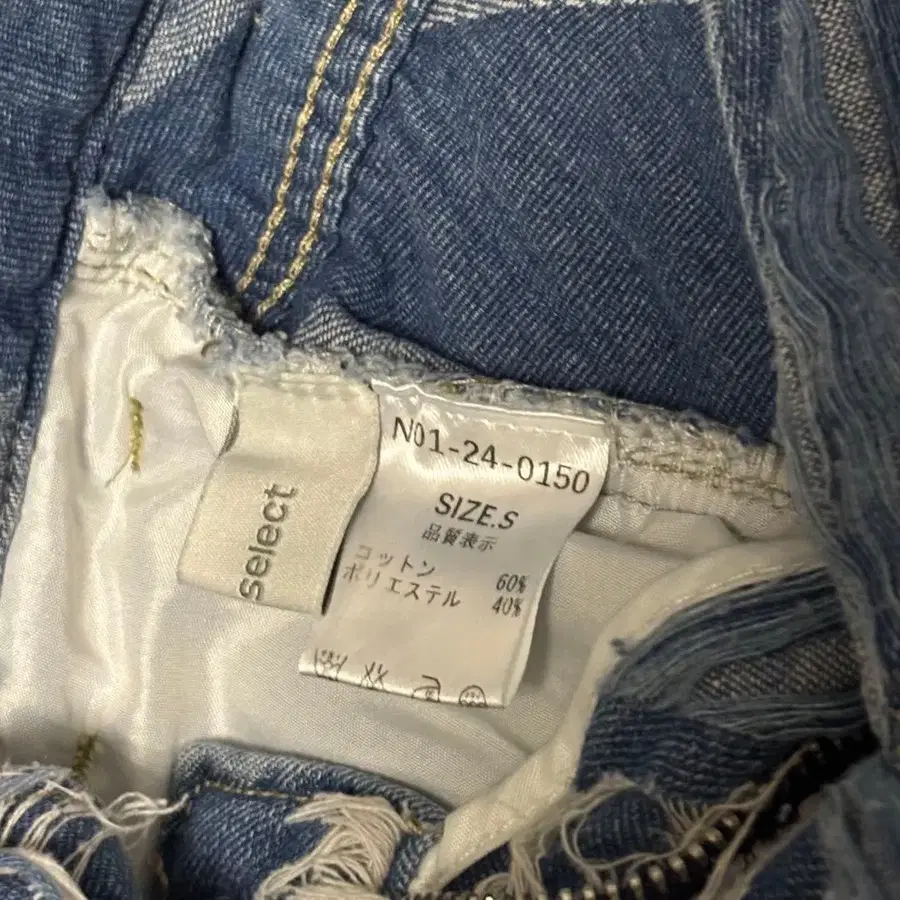 select
N01-24-0150
SIZE.S
品質表示
コットン 60%
ポリエステル 40%